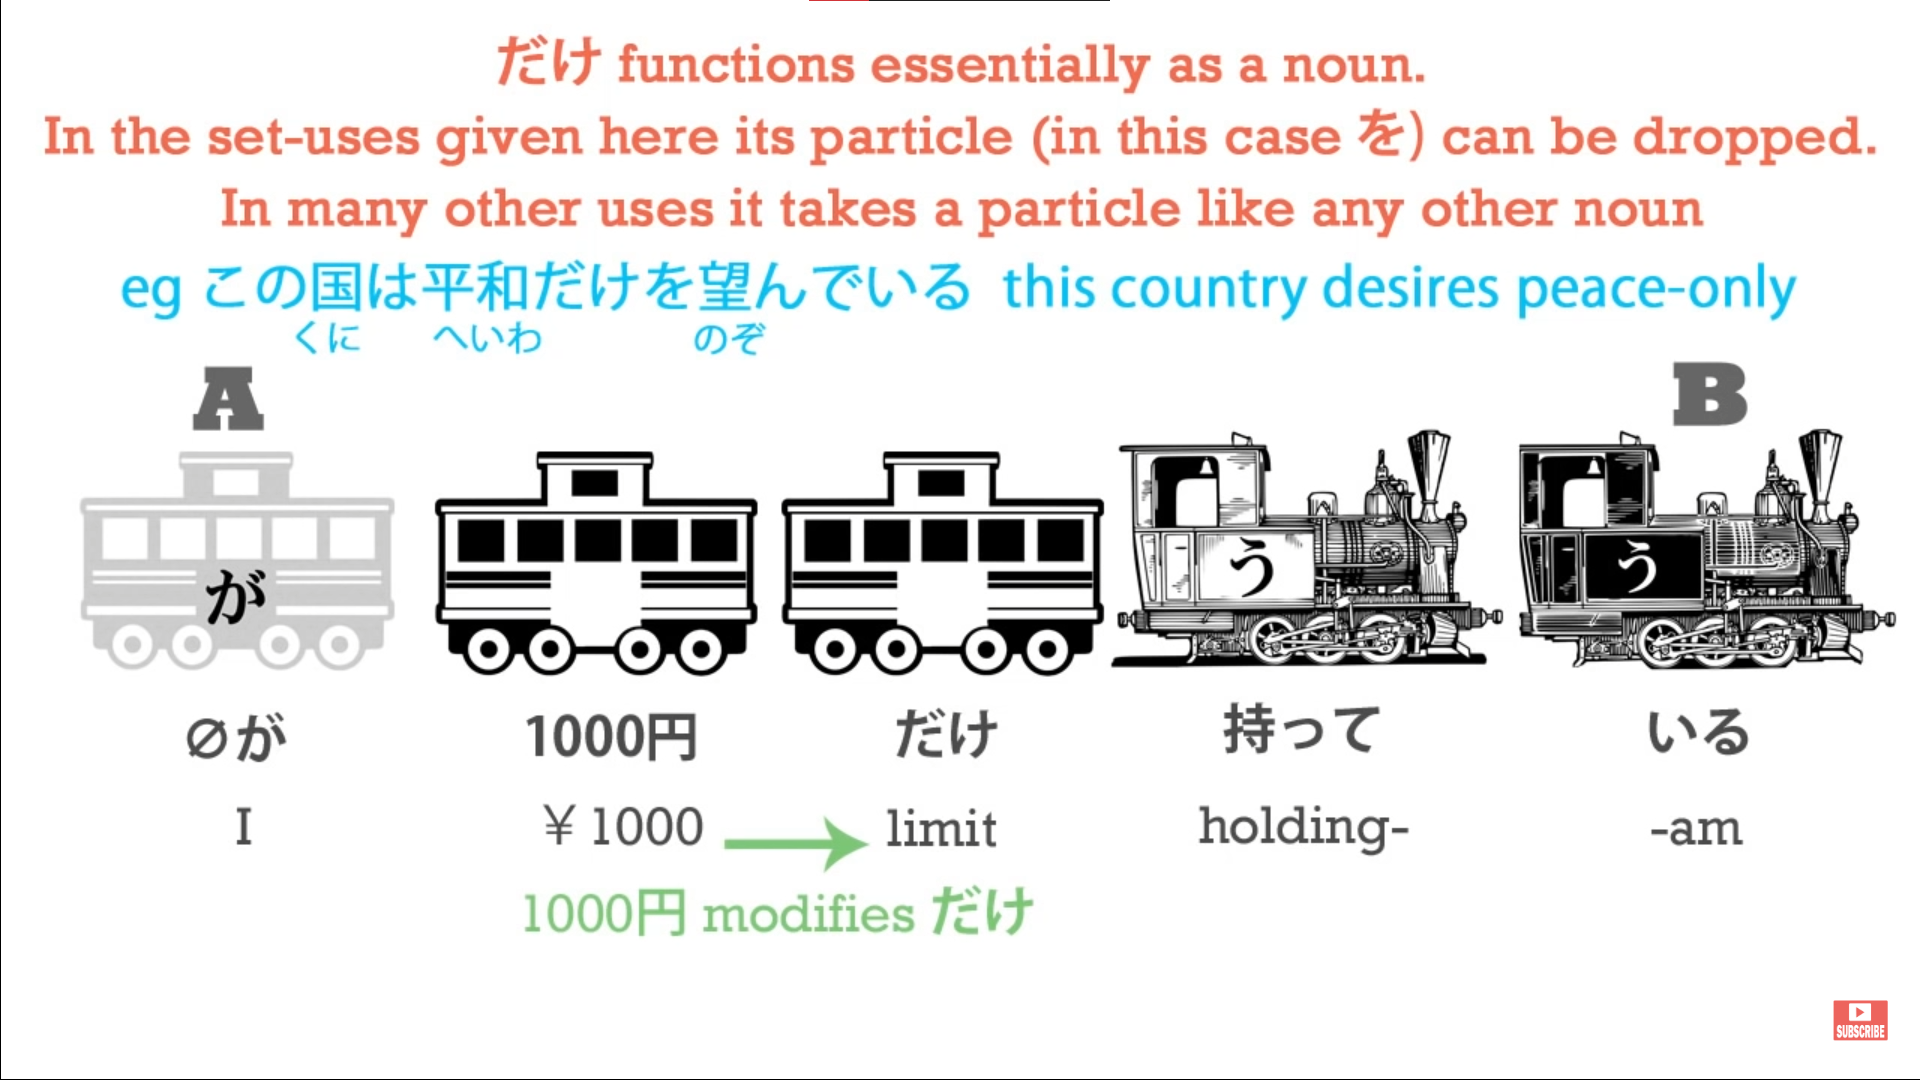 だけ functions essentially as a noun.
In the set-uses given here its particle (in this case を) can be dropped.
In many other uses it takes a particle like any other noun
eg この国は平和だけを望んでいる this country desires peace-only
くに へいわ のぞ
A B
が う う
∅が 1000円 だけ 持って いる
I ¥1000 limit holding- -am
1000円 modifies だけ
SUBSCRIBE